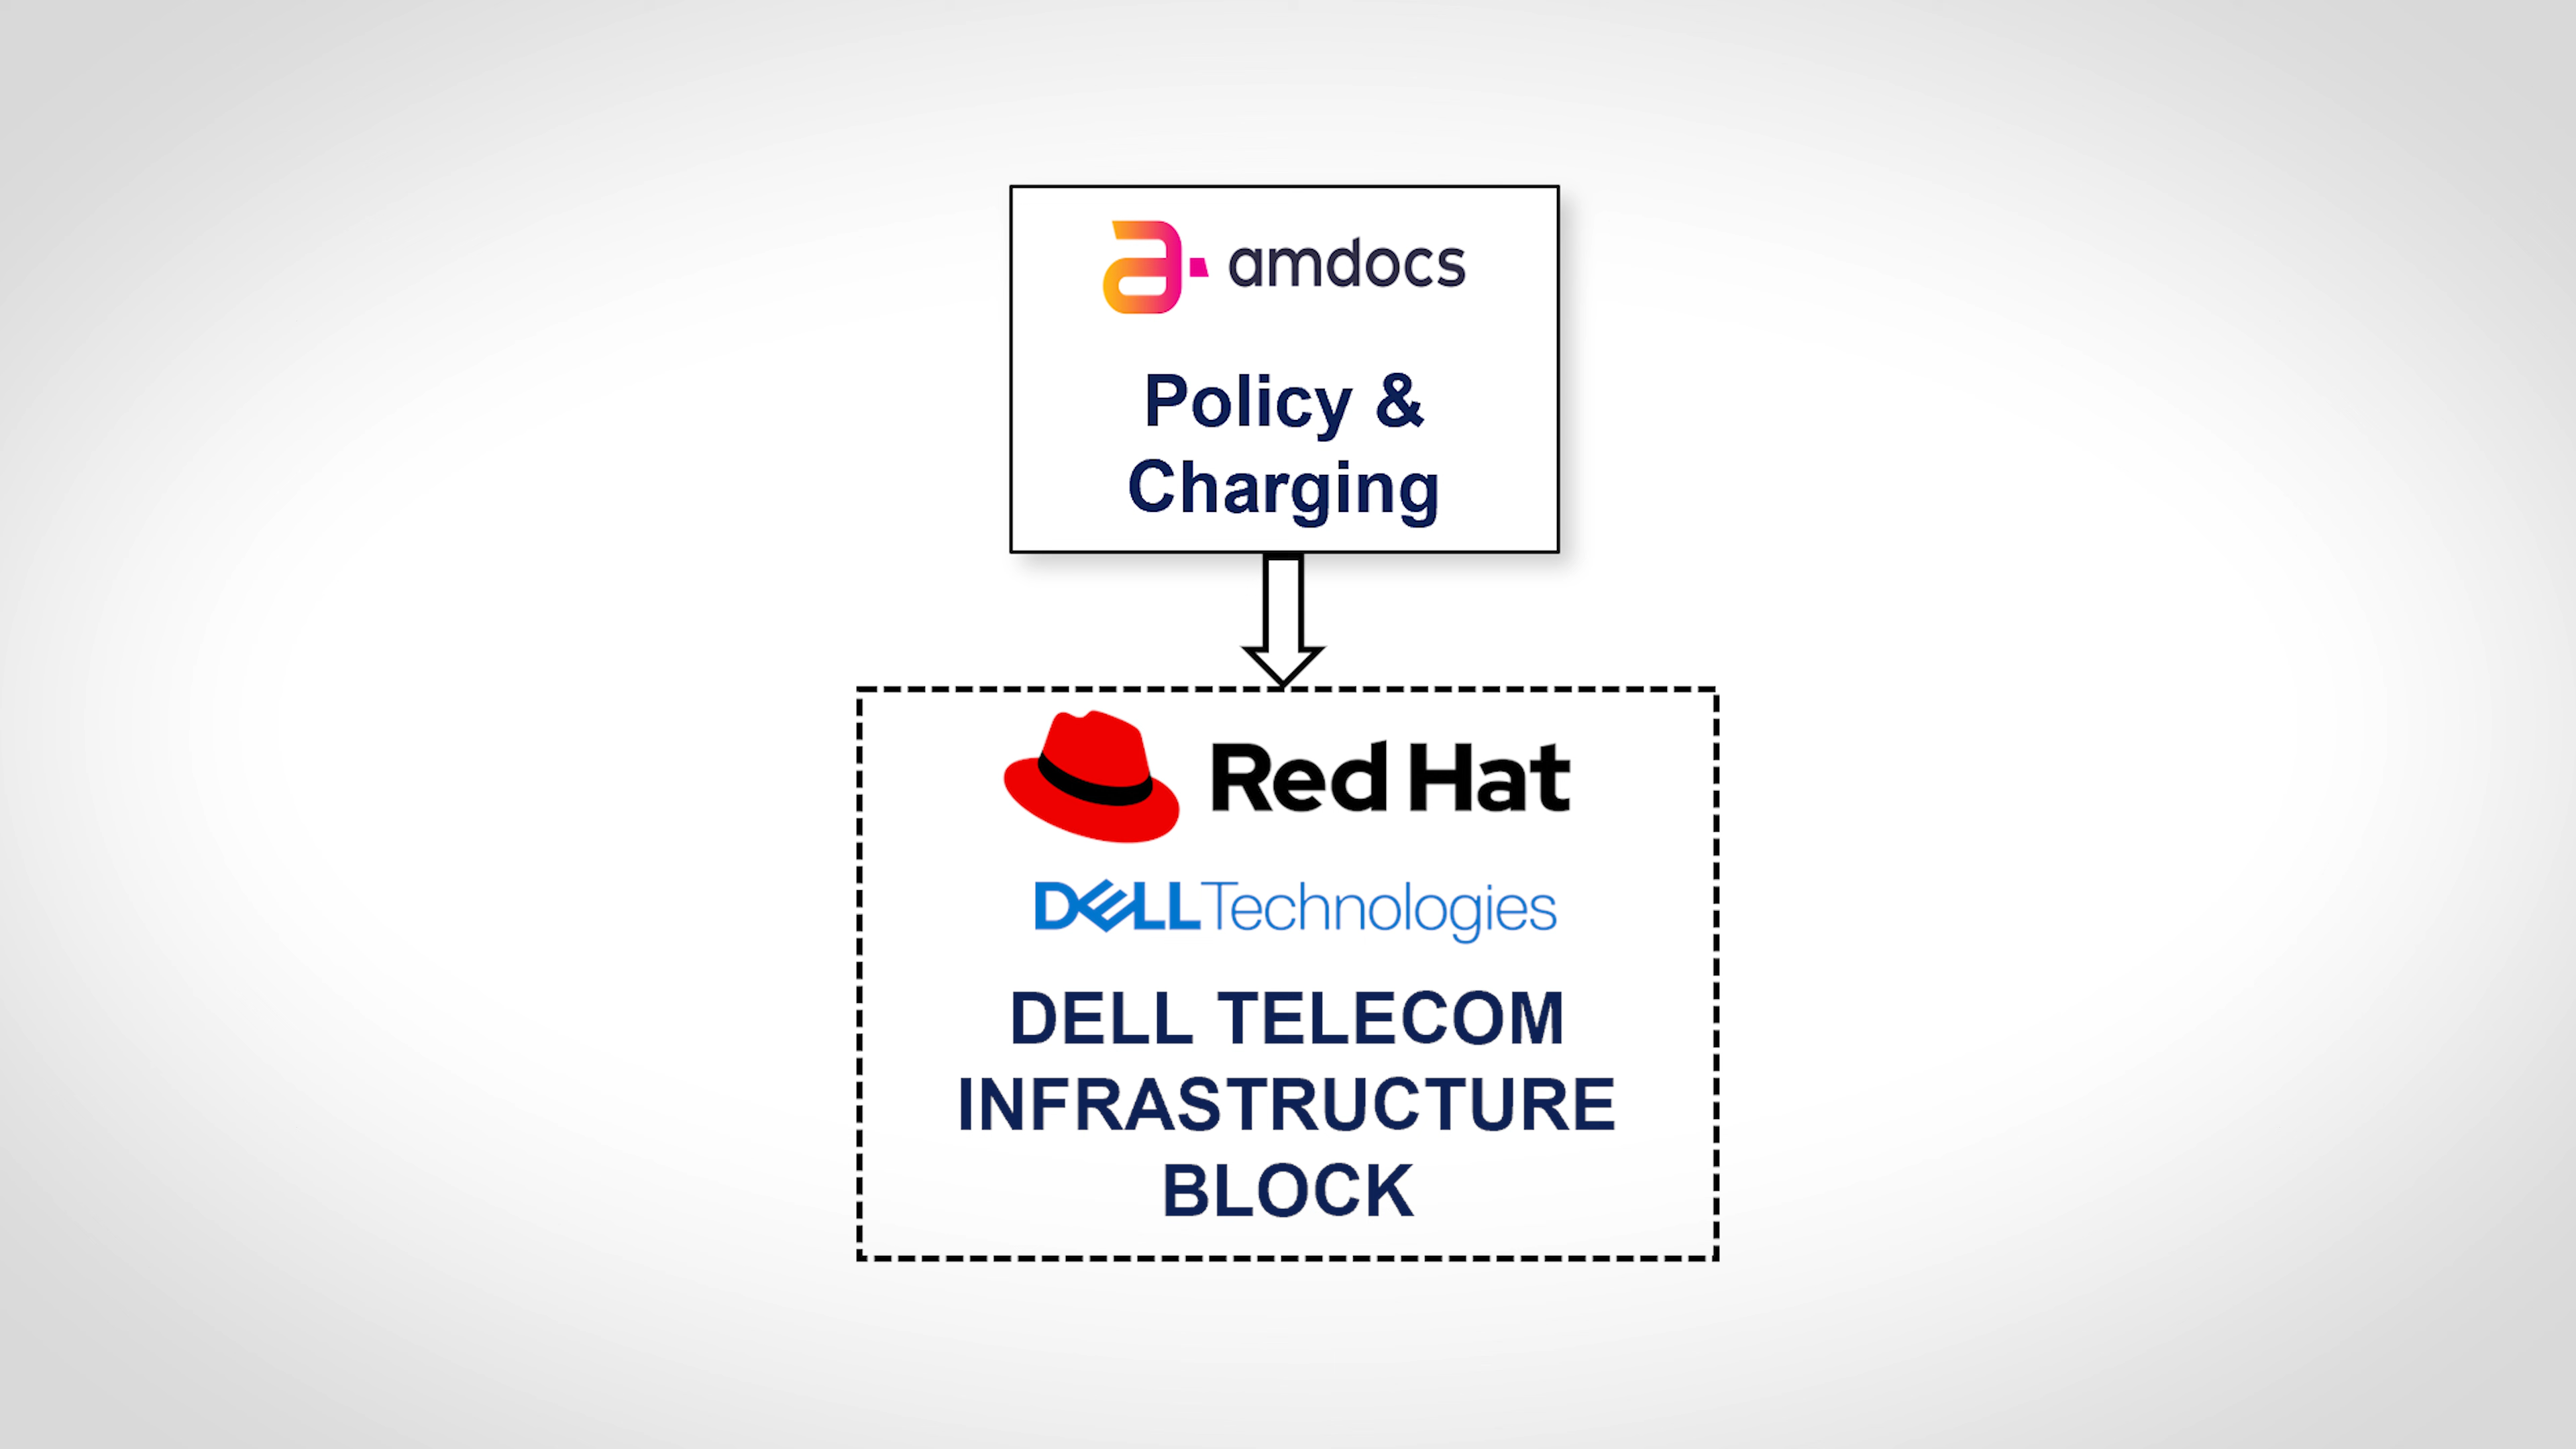 amdocs
Policy &
Charging
Red Hat
DELL Technologies
DELL TELECOM
INFRASTRUCTURE
BLOCK